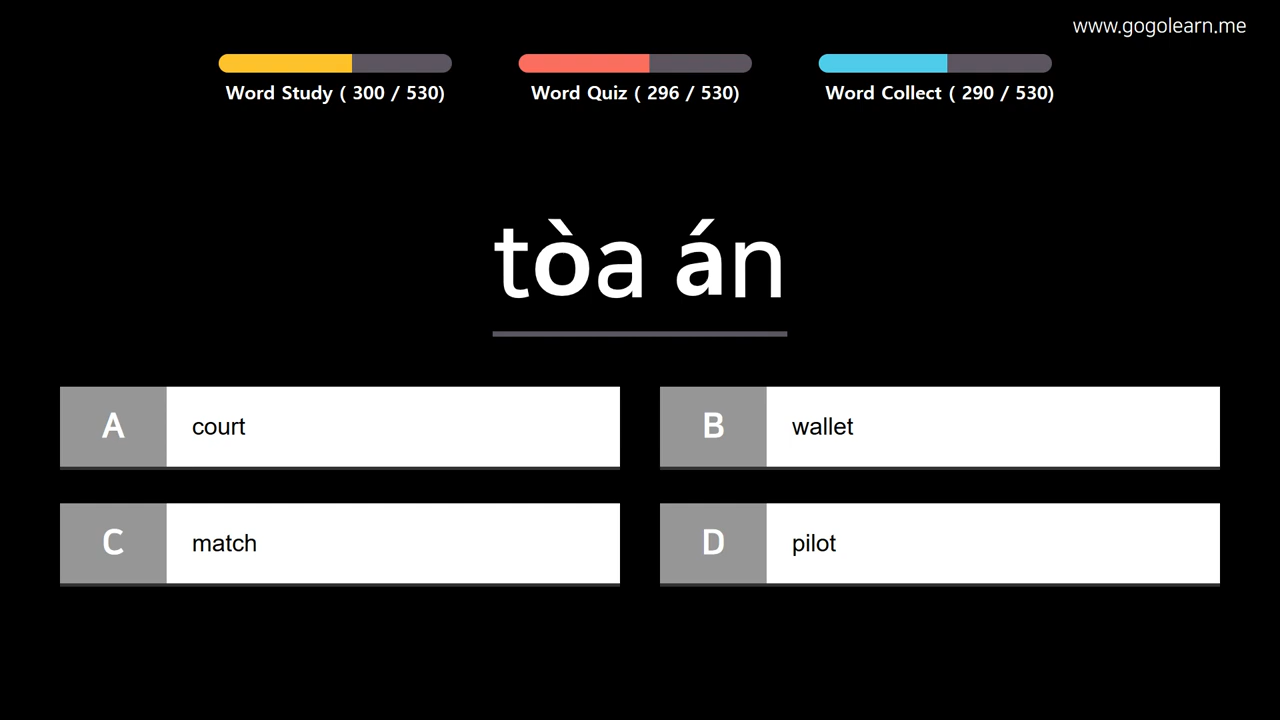 www.gogolearn.me
Word Study ( 300 / 530)
Word Quiz ( 296 / 530)
Word Collect ( 290 / 530)
tòa án
A court
B wallet
C match
D pilot